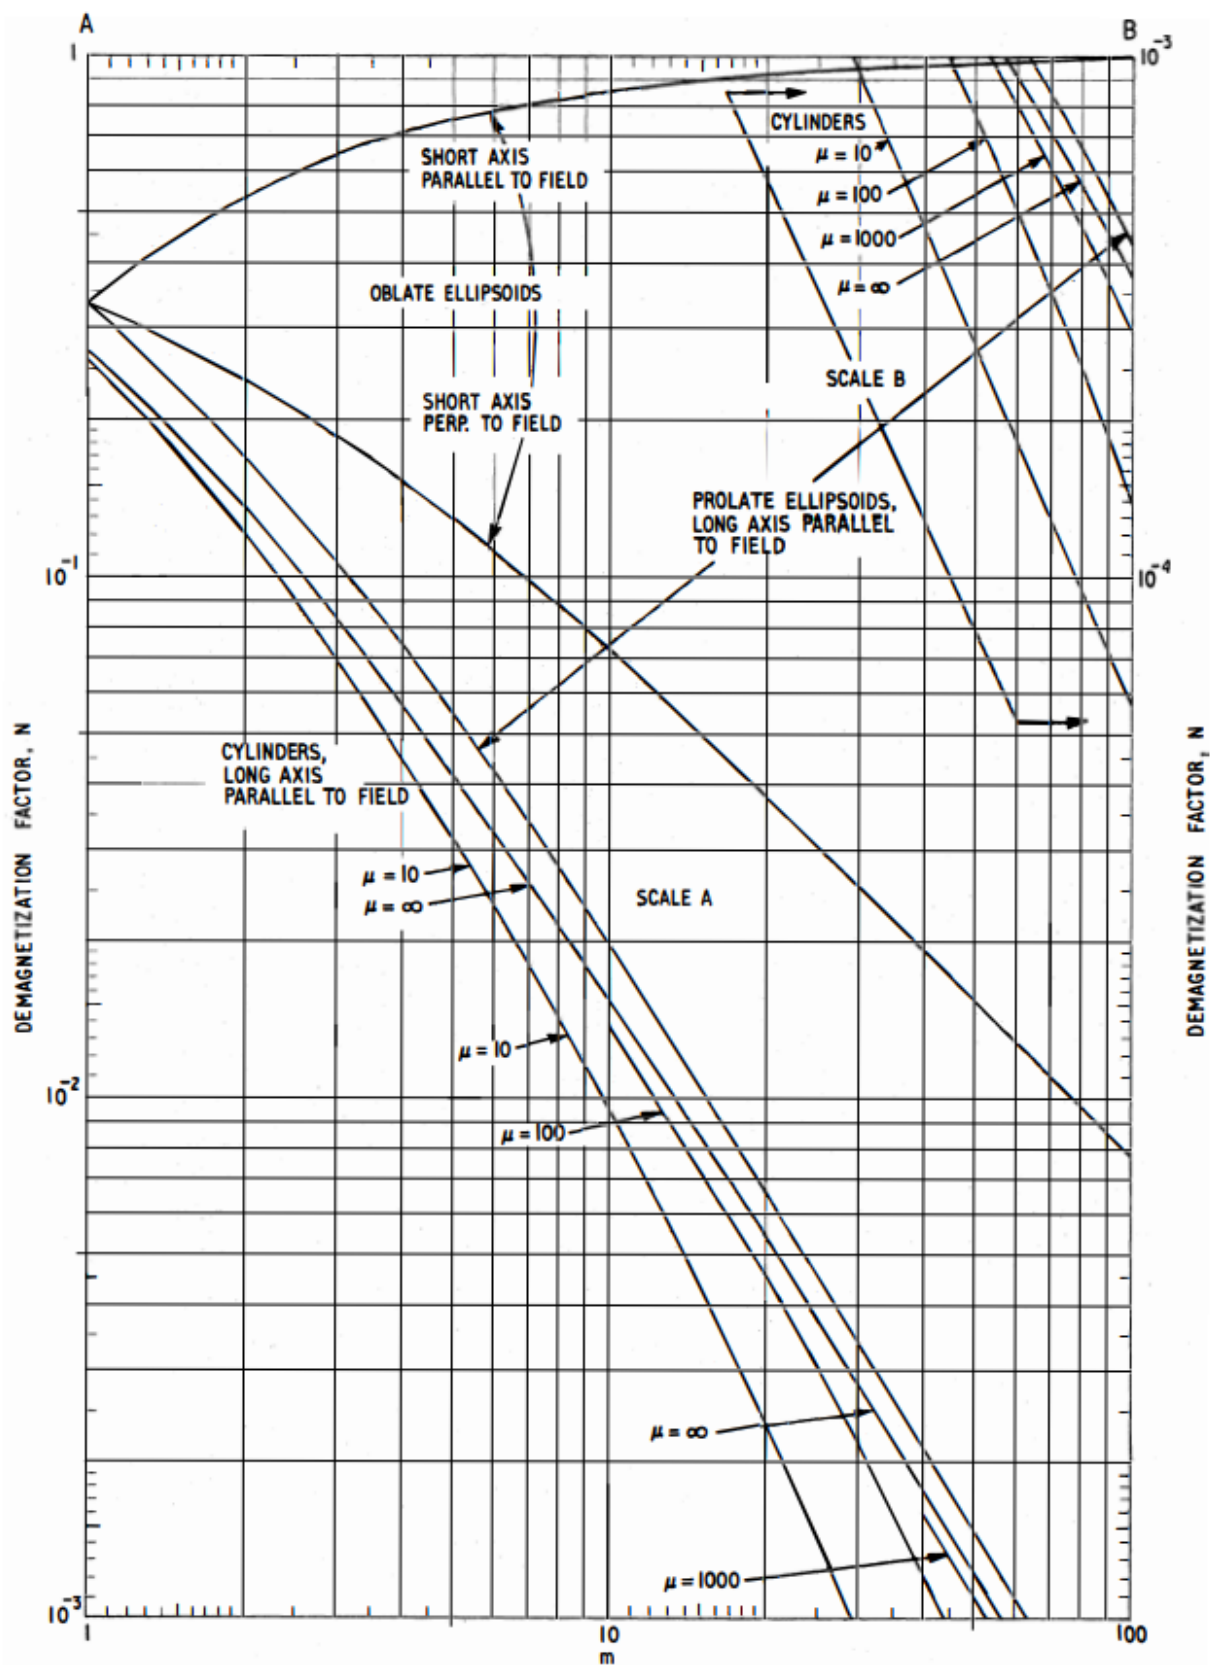 A
B
1
10⁻³
CYLINDERS
μ = 10
μ = 100
μ = 1000
μ = ∞
SHORT AXIS
PARALLEL TO FIELD
OBLATE ELLIPSOIDS
SHORT AXIS
PERP. TO FIELD
SCALE B
PROLATE ELLIPSOIDS,
LONG AXIS PARALLEL
TO FIELD
10⁻¹
10⁻⁴
DEMAGNETIZATION FACTOR, N
DEMAGNETIZATION FACTOR, N
CYLINDERS,
LONG AXIS
PARALLEL TO FIELD
μ = 10
μ = ∞
SCALE A
μ = 10
10⁻²
μ = 100
μ = ∞
μ = 1000
10⁻³
1
10
100
m